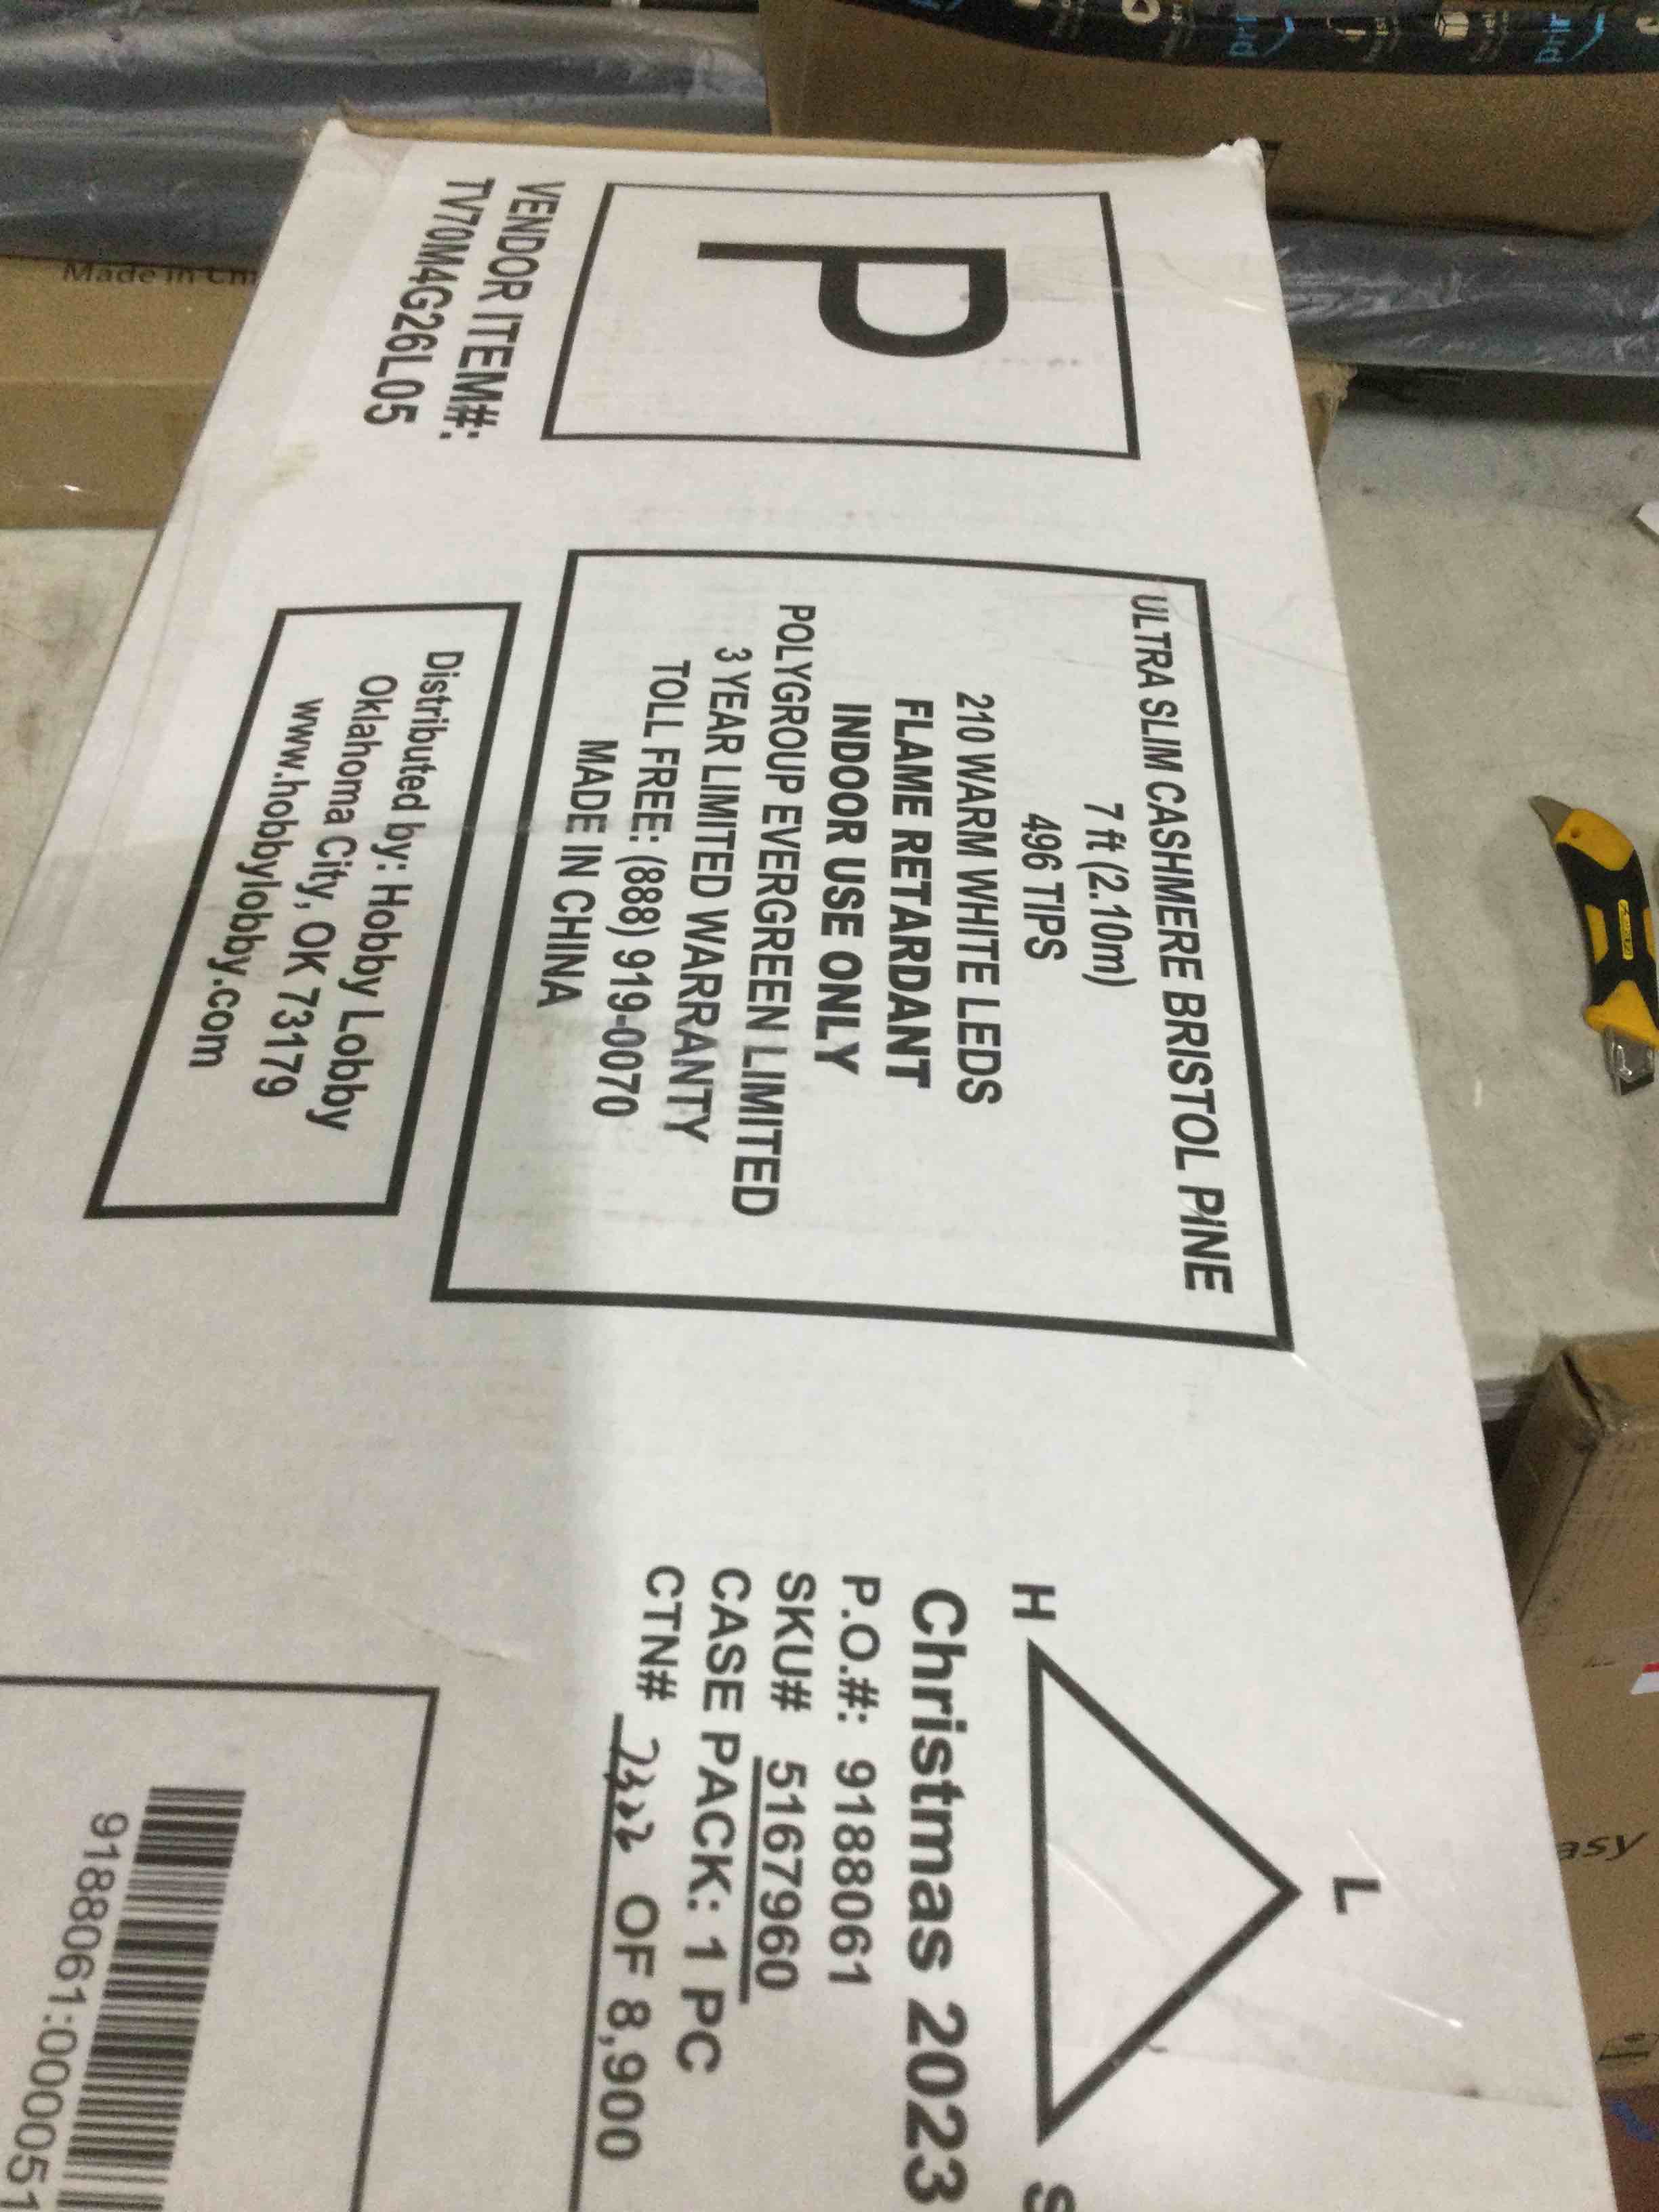 P
VENDOR ITEM#:
TV70M4G26L05
ULTRA SLIM CASHMERE BRISTOL PINE
7 ft (2.10m)
496 TIPS
210 WARM WHITE LEDS
FLAME RETARDANT
INDOOR USE ONLY
POLYGROUP EVERGREEN LIMITED
3 YEAR LIMITED WARRANTY
TOLL FREE: (888) 919-0070
MADE IN CHINA
Distributed by: Hobby Lobby
Oklahoma City, OK 73179
www.hobbylobby.com
L
H S
Christmas 2023
P.O.#: 9188061
SKU# 5167960
CASE PACK: 1 PC
CTN# OF 8,900
9188061:000051
Made in
asy